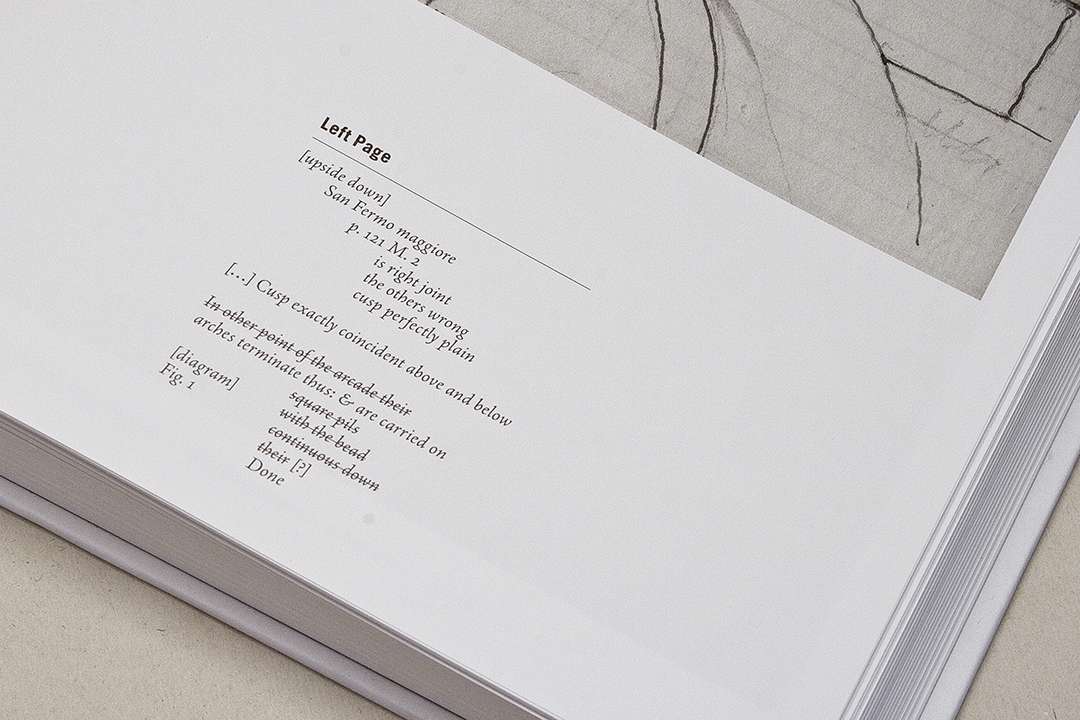 Left Page
[upside down]
San Fermo maggiore
p. 121 M. 2
is right joint
the others wrong
cusp perfectly plain
[…] Cusp exactly coincident above and below
In other point of the arcade their
arches terminate thus: & are carried on
[diagram]
Fig. 1
square pils
with the bead
continuous down
their [?]
Done